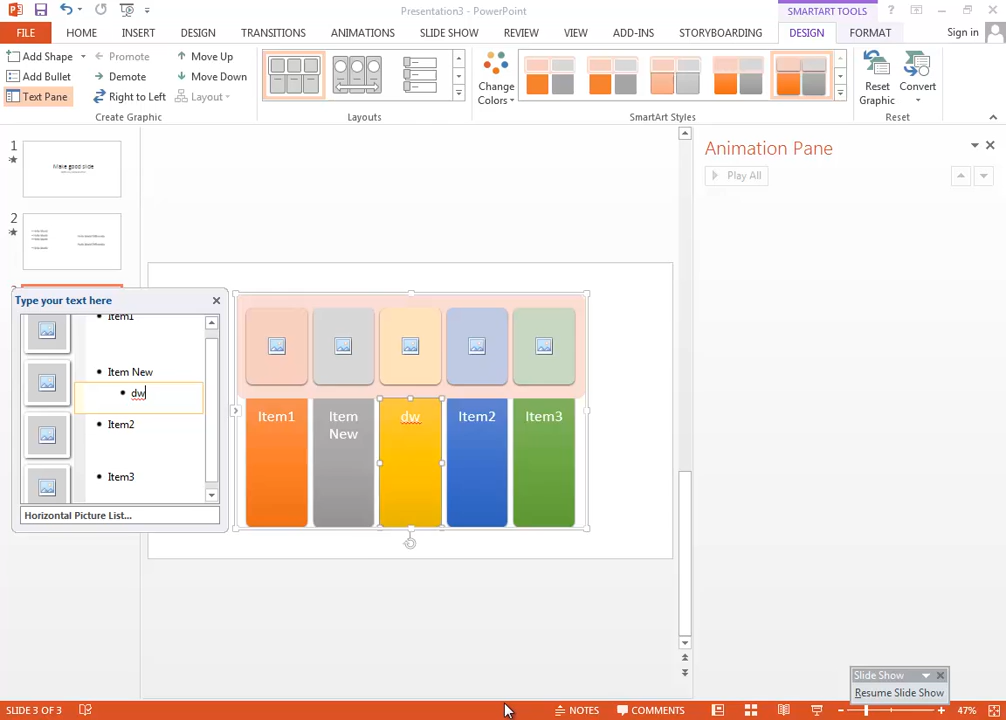 Presentation3 - PowerPoint
SMARTART TOOLS
?
FILE HOME INSERT DESIGN TRANSITIONS ANIMATIONS SLIDE SHOW REVIEW VIEW ADD-INS STORYBOARDING DESIGN FORMAT Sign in
Add Shape Promote Move Up
Add Bullet Demote Move Down
Text Pane Right to Left Layout
Change Colors
Reset Graphic
Convert
Create Graphic Layouts SmartArt Styles Reset
1
Make good slide
2
Animation Pane
Play All
Type your text here
Item1
Item New
dw
Item2
Item3
Horizontal Picture List...
Item1 Item New dw Item2 Item3
Slide Show
Resume Slide Show
SLIDE 3 OF 3 NOTES COMMENTS 47%